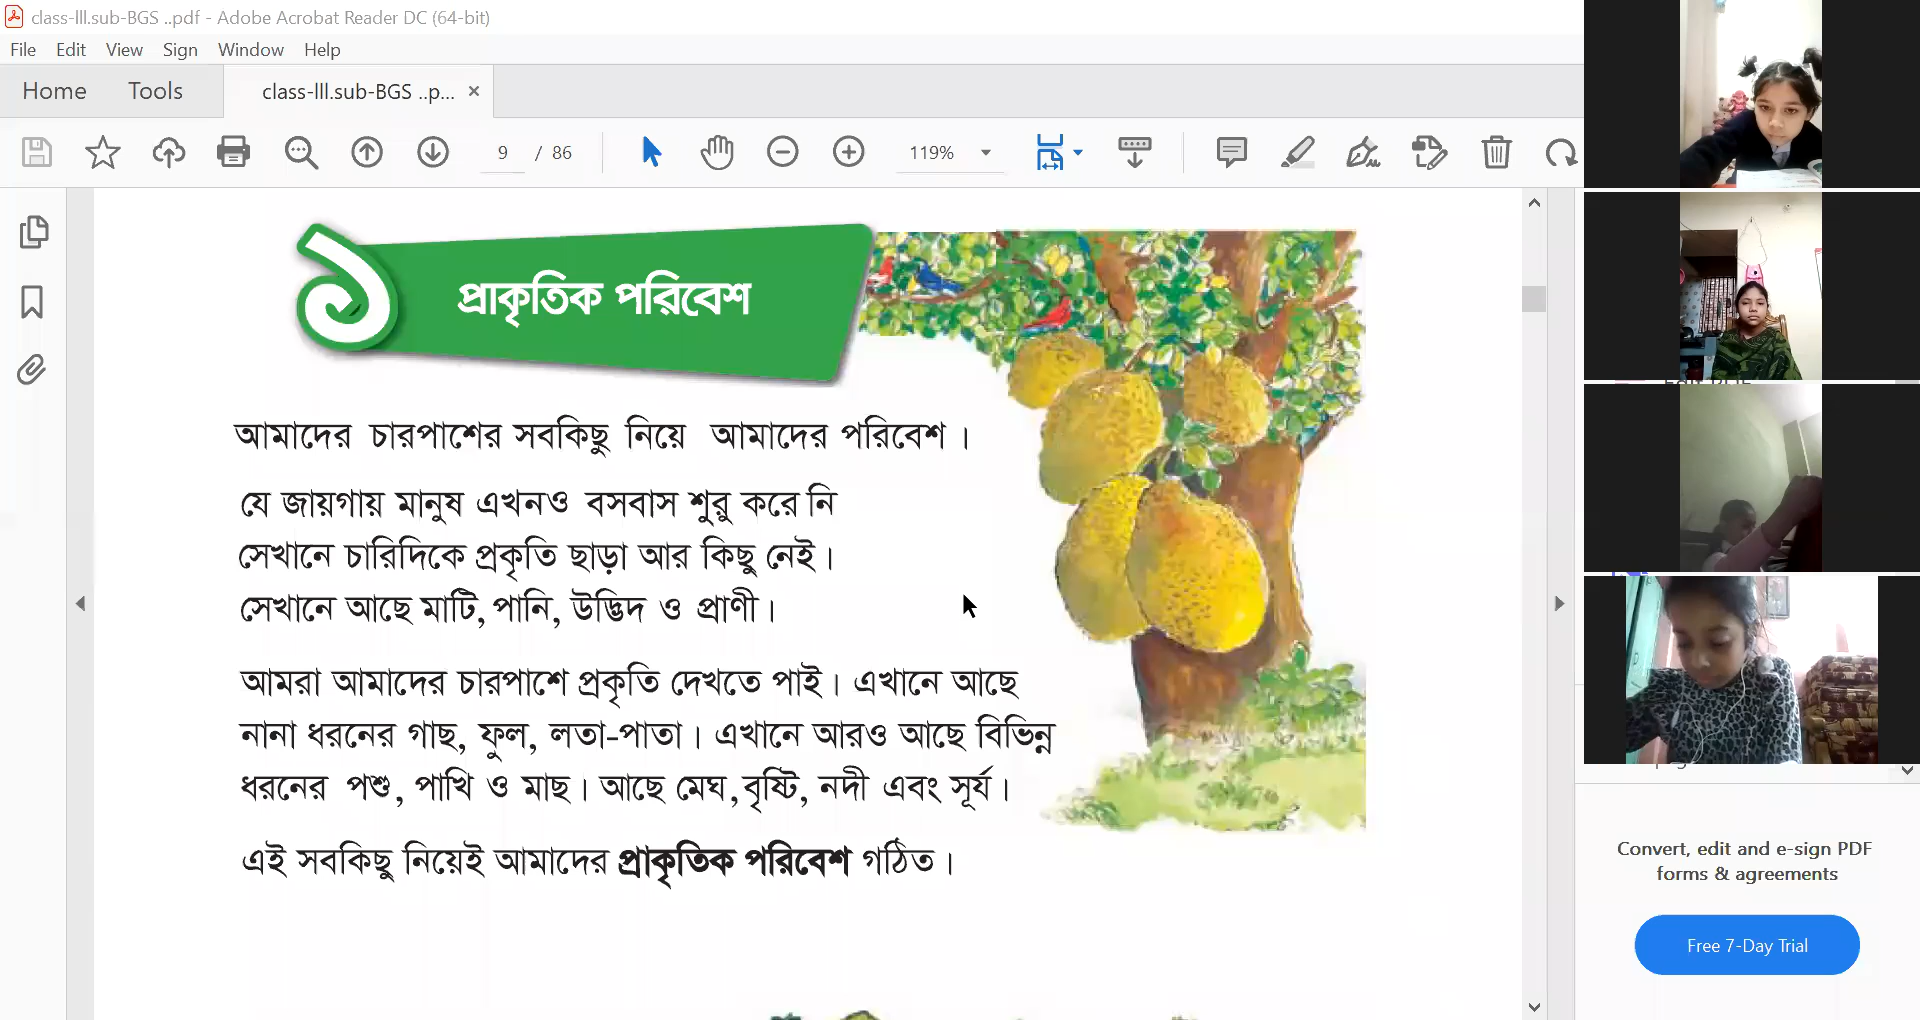 class-III.sub-BGS ..pdf - Adobe Acrobat Reader DC (64-bit)
File Edit View Sign Window Help
Home Tools class-III.sub-BGS ..p... ×
9 / 86 119%
১
প্রাকৃতিক পরিবেশ
আমাদের চারপাশের সবকিছু নিয়ে আমাদের পরিবেশ ।
যে জায়গায় মানুষ এখনও বসবাস শুরু করে নি
সেখানে চারিদিকে প্রকৃতি ছাড়া আর কিছু নেই।
সেখানে আছে মাটি, পানি, উদ্ভিদ ও প্রাণী।
আমরা আমাদের চারপাশে প্রকৃতি দেখতে পাই। এখানে আছে
নানা ধরনের গাছ, ফুল, লতা-পাতা। এখানে আরও আছে বিভিন্ন
ধরনের পশু, পাখি ও মাছ। আছে মেঘ, বৃষ্টি, নদী এবং সূর্য।
এই সবকিছু নিয়েই আমাদের প্রাকৃতিক পরিবেশ গঠিত।
Convert, edit and e-sign PDF
forms & agreements
Free 7-Day Trial